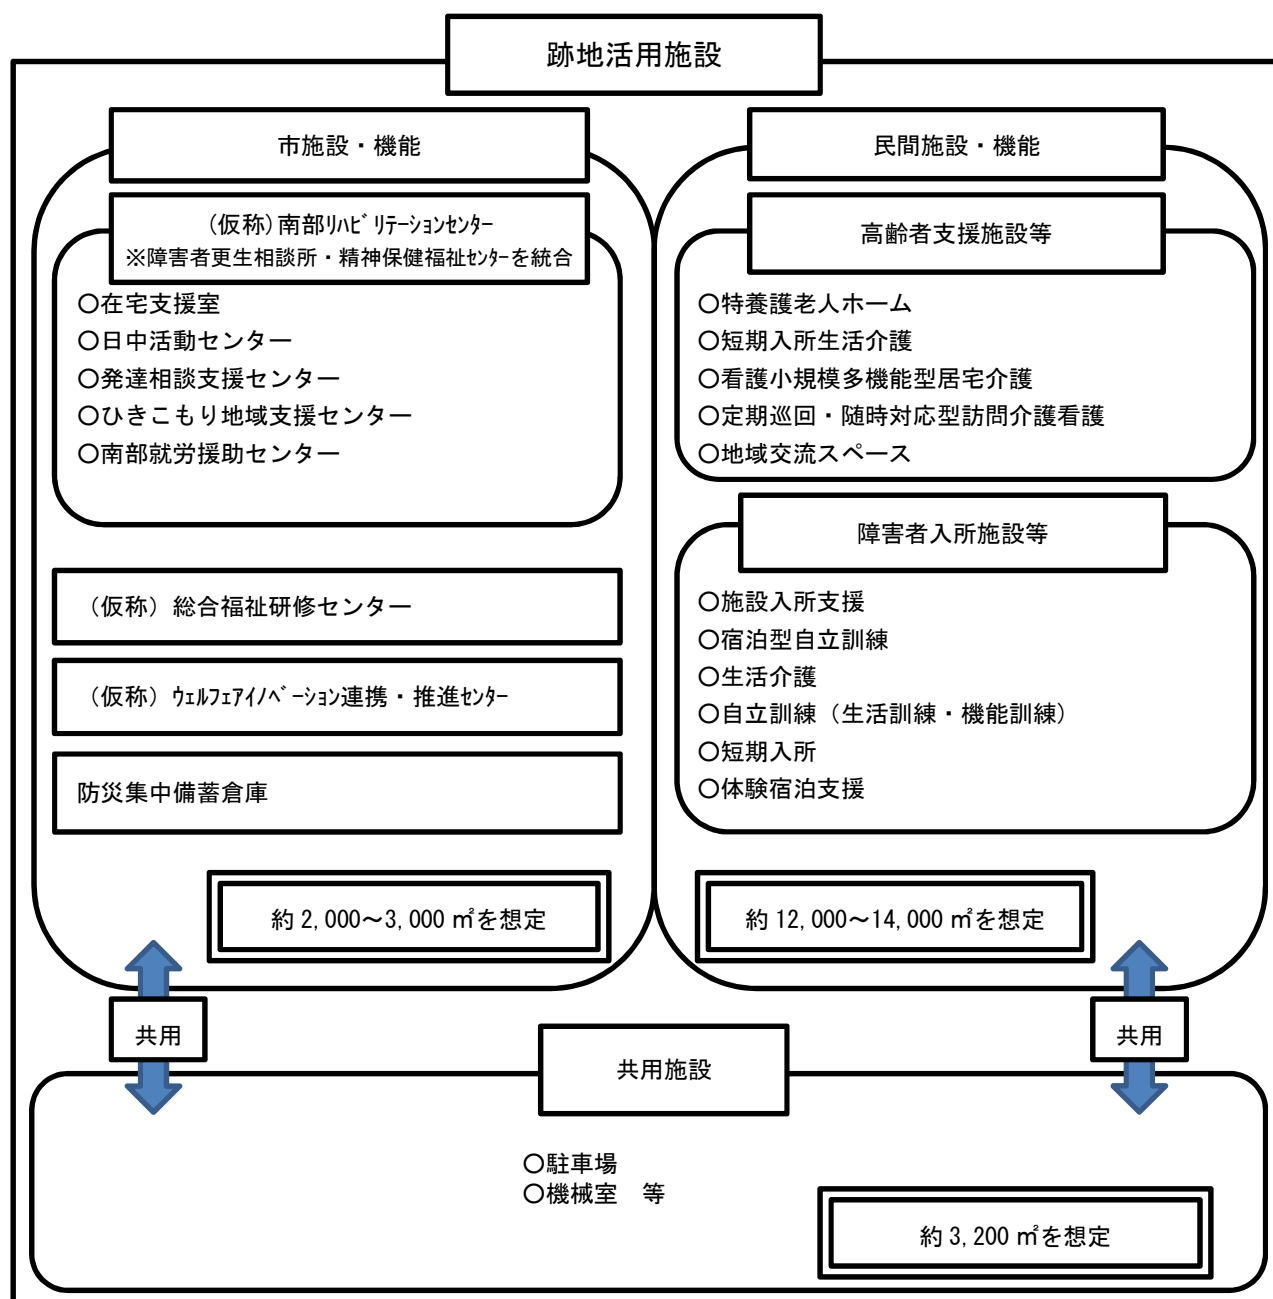 跡地活用施設
市施設・機能
(仮称)南部ﾘﾊﾋﾞﾘﾃｰｼｮﾝｾﾝﾀｰ
※障害者更生相談所・精神保健福祉ｾﾝﾀｰを統合
○在宅支援室
○日中活動センター
○発達相談支援センター
○ひきこもり地域支援センター
○南部就労援助センター
（仮称）総合福祉研修センター
（仮称）ｳｪﾙﾌｪｱｲﾉﾍﾞｰｼｮﾝ連携・推進ｾﾝﾀｰ
防災集中備蓄倉庫
約2,000～3,000㎡を想定
民間施設・機能
高齢者支援施設等
○特養護老人ホーム
○短期入所生活介護
○看護小規模多機能型居宅介護
○定期巡回・随時対応型訪問介護看護
○地域交流スペース
障害者入所施設等
○施設入所支援
○宿泊型自立訓練
○生活介護
○自立訓練（生活訓練・機能訓練）
○短期入所
○体験宿泊支援
約12,000～14,000㎡を想定
共用
共用
共用施設
○駐車場
○機械室　等
約3,200㎡を想定